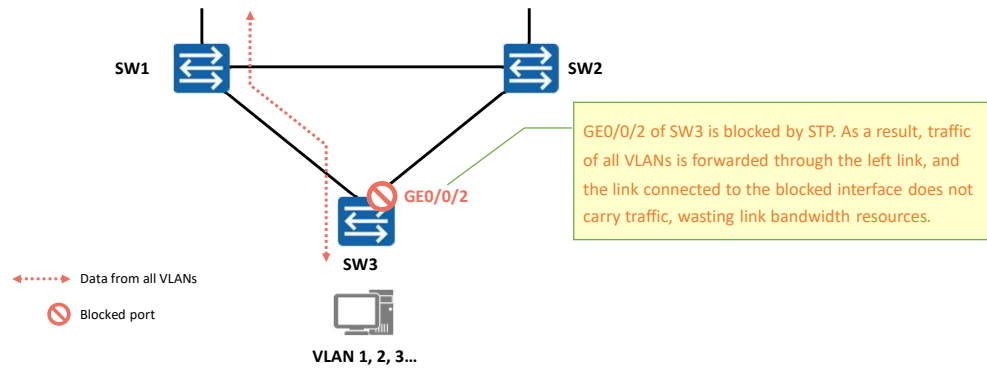 SW1
SW2
GE0/0/2 of SW3 is blocked by STP. As a result, traffic
of all VLANs is forwarded through the left link, and
the link connected to the blocked interface does not
carry traffic, wasting link bandwidth resources.
GE0/0/2
SW3
Data from all VLANs
Blocked port
VLAN 1, 2, 3...